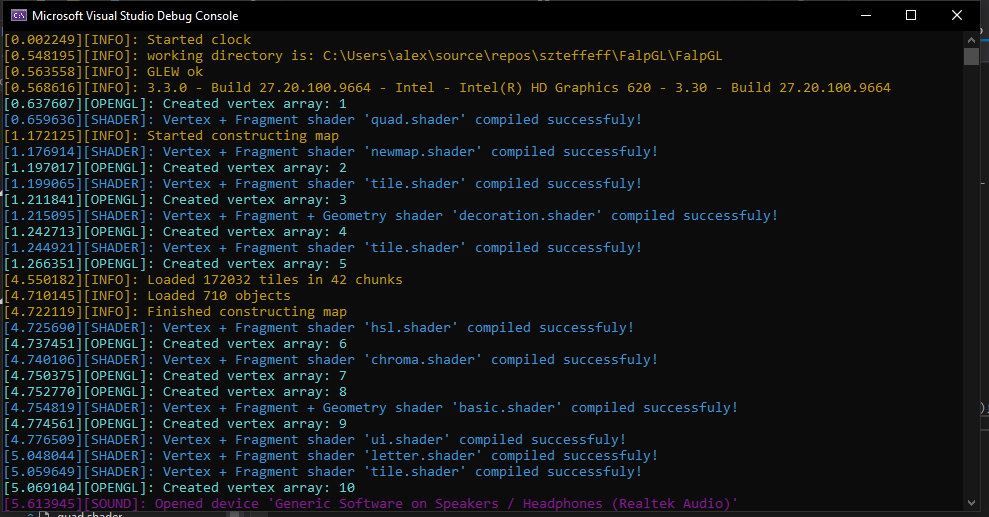 Microsoft Visual Studio Debug Console
[0.002249][INFO]: Started clock
[0.548195][INFO]: working directory is: C:\Users\alex\source\repos\szteffeff\FalpGL\FalpGL
[0.563558][INFO]: GLEW ok
[0.568616][INFO]: 3.3.0 - Build 27.20.100.9664 - Intel - Intel(R) HD Graphics 620 - 3.30 - Build 27.20.100.9664
[0.637607][OPENGL]: Created vertex array: 1
[0.659636][SHADER]: Vertex + Fragment shader 'quad.shader' compiled successfuly!
[1.172125][INFO]: Started constructing map
[1.176914][SHADER]: Vertex + Fragment shader 'newmap.shader' compiled successfuly!
[1.197017][OPENGL]: Created vertex array: 2
[1.199065][SHADER]: Vertex + Fragment shader 'tile.shader' compiled successfuly!
[1.211841][OPENGL]: Created vertex array: 3
[1.215095][SHADER]: Vertex + Fragment + Geometry shader 'decoration.shader' compiled successfuly!
[1.242713][OPENGL]: Created vertex array: 4
[1.244921][SHADER]: Vertex + Fragment shader 'tile.shader' compiled successfuly!
[1.266351][OPENGL]: Created vertex array: 5
[4.550182][INFO]: Loaded 172032 tiles in 42 chunks
[4.710145][INFO]: Loaded 710 objects
[4.722119][INFO]: Finished constructing map
[4.725690][SHADER]: Vertex + Fragment shader 'hsl.shader' compiled successfuly!
[4.737451][OPENGL]: Created vertex array: 6
[4.740106][SHADER]: Vertex + Fragment shader 'chroma.shader' compiled successfuly!
[4.750375][OPENGL]: Created vertex array: 7
[4.752770][OPENGL]: Created vertex array: 8
[4.754819][SHADER]: Vertex + Fragment + Geometry shader 'basic.shader' compiled successfuly!
[4.774561][OPENGL]: Created vertex array: 9
[4.776509][SHADER]: Vertex + Fragment shader 'ui.shader' compiled successfuly!
[5.048044][SHADER]: Vertex + Fragment shader 'letter.shader' compiled successfuly!
[5.059649][SHADER]: Vertex + Fragment shader 'tile.shader' compiled successfuly!
[5.069104][OPENGL]: Created vertex array: 10
[5.613945][SOUND]: Opened device 'Generic Software on Speakers / Headphones (Realtek Audio)'